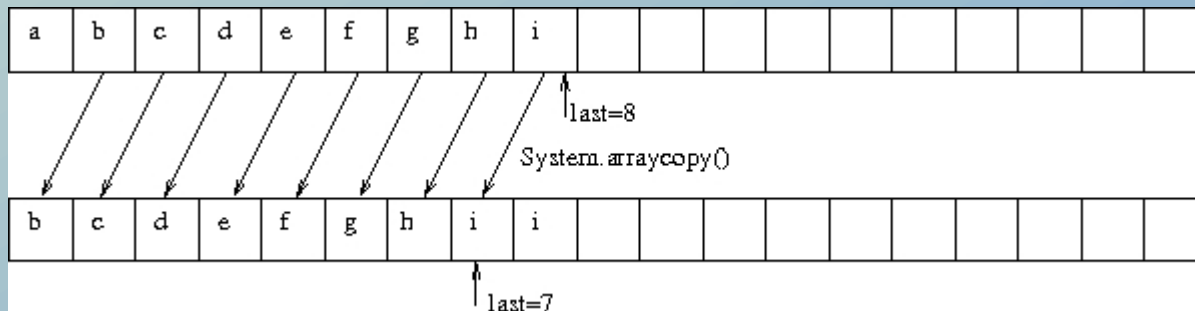 a b c d e f g h i
last=8
System.arraycopy()
b c d e f g h i i
last=7